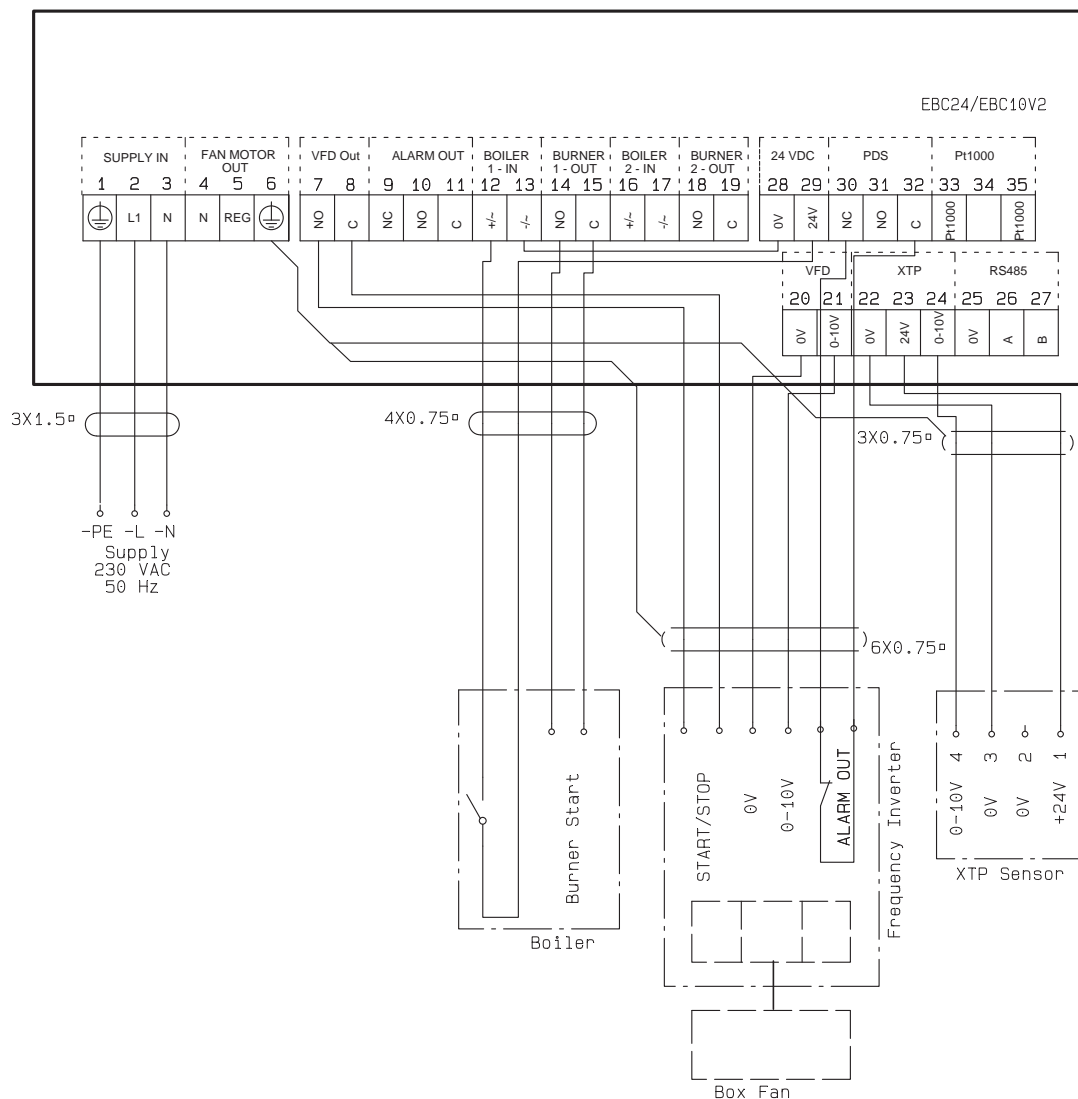 EBC24/EBC10V2
SUPPLY IN
FAN MOTOR
OUT
VFD Out
ALARM OUT
BOILER
1 - IN
BURNER
1 - OUT
BOILER
2 - IN
BURNER
2 - OUT
24 VDC
PDS
Pt1000
1 2 3 4 5 6 7 8 9 10 11 12 13 14 15 16 17 18 19 28 29 30 31 32 33 34 35
L1 N N REG NO C NC NO C +/- -/- NO C +/- -/- NO C 0V 24V NC NO C Pt1000 Pt1000
VFD
XTP
RS485
20 21 22 23 24 25 26 27
0V 0-10V 0V 24V 0-10V 0V A B
3X1.5▫
4X0.75▫
3X0.75▫
-PE -L -N
Supply
230 VAC
50 Hz
6X0.75▫
Burner Start
Boiler
START/STOP
0V
0-10V
ALARM OUT
Frequency Inverter
4 3 2 1
0-10V 0V 0V +24V
XTP Sensor
Box Fan